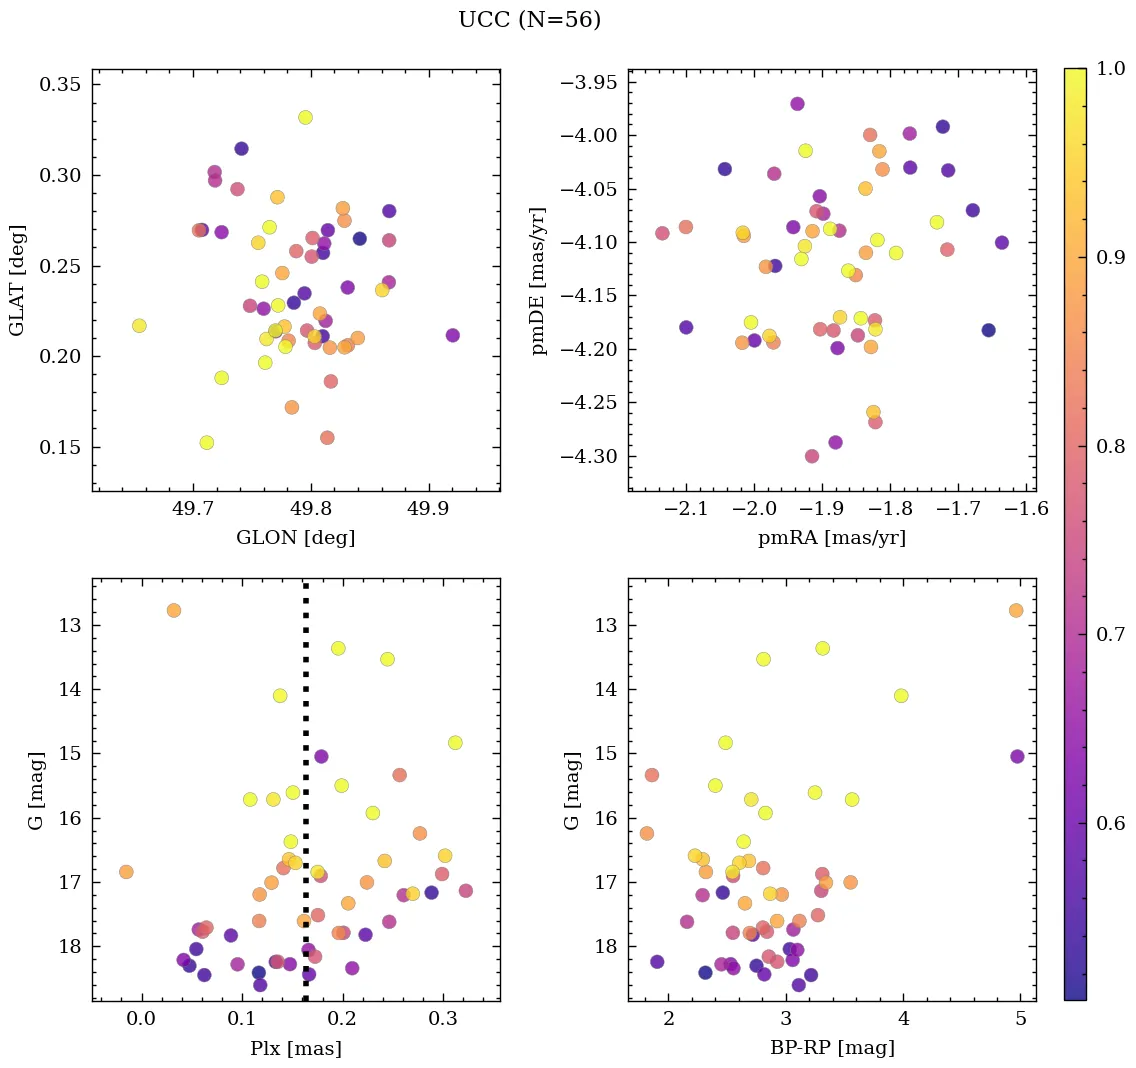 UCC (N=56)
0.35
0.30
0.25
0.20
0.15
GLAT [deg]
49.7 49.8 49.9
GLON [deg]
−3.95
−4.00
−4.05
−4.10
−4.15
−4.20
−4.25
−4.30
pmDE [mas/yr]
−2.1 −2.0 −1.9 −1.8 −1.7 −1.6
pmRA [mas/yr]
13
14
15
16
17
18
G [mag]
0.0 0.1 0.2 0.3
Plx [mas]
13
14
15
16
17
18
G [mag]
2 3 4 5
BP-RP [mag]
1.0
0.9
0.8
0.7
0.6